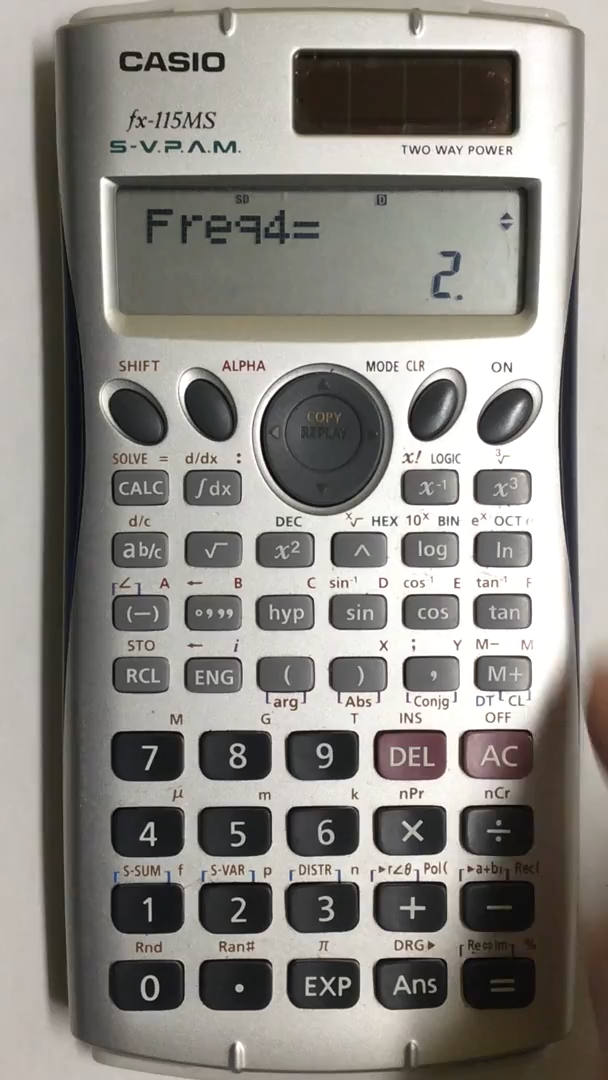 CASIO
fx-115MS
S-V.P.A.M.
TWO WAY POWER
SD D
Freq4=
2.
SHIFT ALPHA MODE CLR ON
COPY
REPLAY
SOLVE = d/dx : x! LOGIC ³√
CALC ∫dx x⁻¹ x³
d/c DEC ˣ√ HEX 10ˣ BIN eˣ OCT
ab/c √ x² ^ log ln
∠ A ← B C sin⁻¹ D cos⁻¹ E tan⁻¹ F
(−) °,,, hyp sin cos tan
STO ← i X ; Y M− M
RCL ENG ( ) , M+
arg Abs Conjg DT CL
M G T INS OFF
7 8 9 DEL AC
µ m k nPr nCr
4 5 6 × ÷
S-SUM f S-VAR p DISTR n ▶r∠θ Pol( ▶a+bi Rec(
1 2 3 + −
Rnd Ran# π DRG▶ Re⇔Im %
0 . EXP Ans =